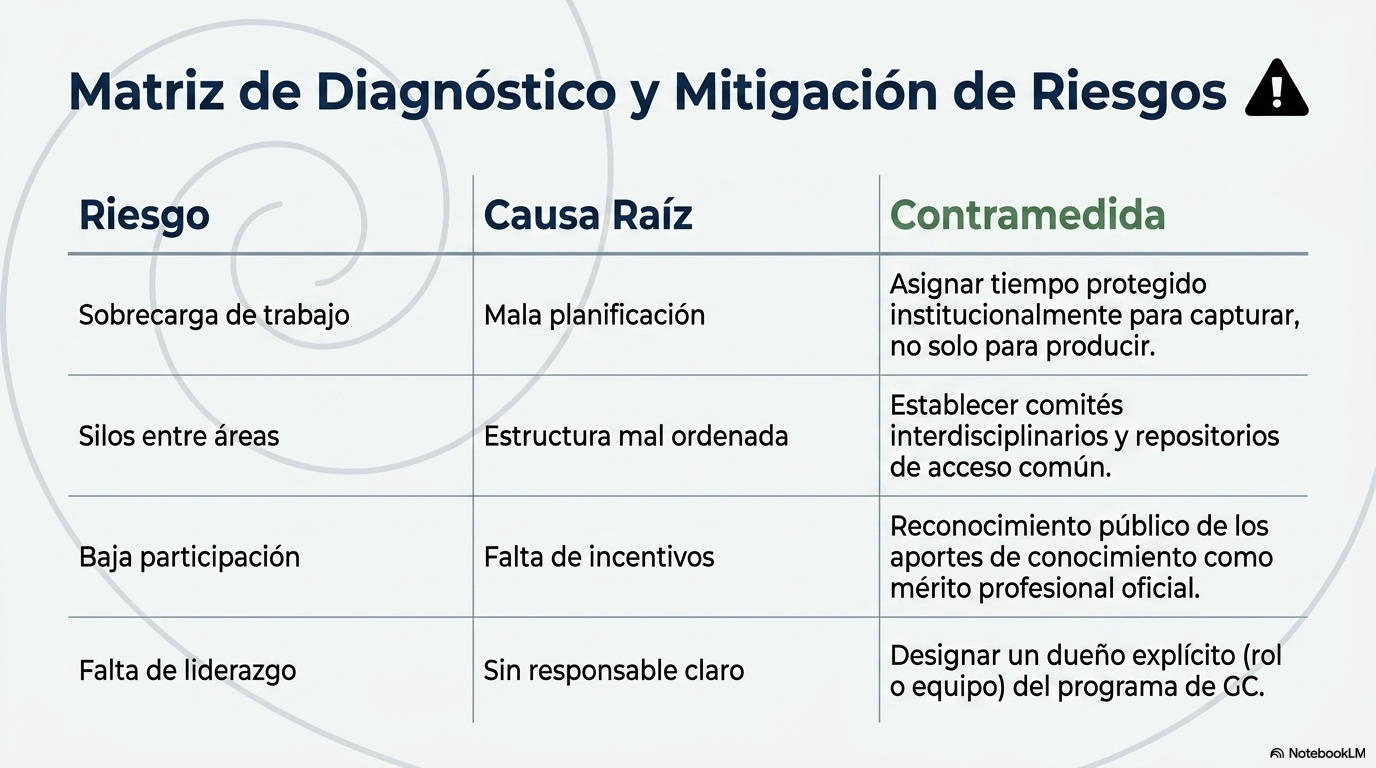 Matriz de Diagnóstico y Mitigación de Riesgos
Riesgo
Causa Raíz
Contramedida
Sobrecarga de trabajo
Mala planificación
Asignar tiempo protegido
institucionalmente para capturar,
no solo para producir.
Silos entre áreas
Estructura mal ordenada
Establecer comités
interdisciplinarios y repositorios
de acceso común.
Baja participación
Falta de incentivos
Reconocimiento público de los
aportes de conocimiento como
mérito profesional oficial.
Falta de liderazgo
Sin responsable claro
Designar un dueño explícito (rol
o equipo) del programa de GC.
NotebookLM